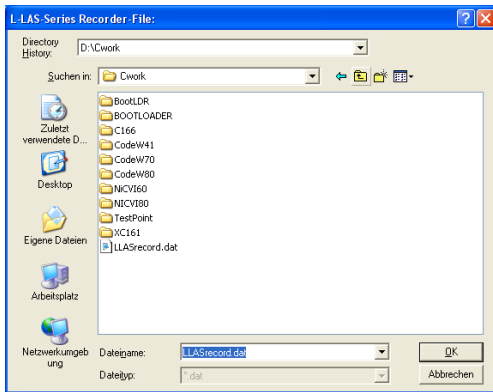 L-LAS-Series Recorder-File:
Directory
History:
D:\Cwork
Suchen in:
Cwork
Zuletzt
verwendete D...
Desktop
Eigene Dateien
Arbeitsplatz
Netzwerkumgeb
ung
BootLDR
BOOTLOADER
C166
CodeW41
CodeW70
CodeW80
NiCVI60
NICVI80
TestPoint
XC161
LLASrecord.dat
Dateiname:
LLASrecord.dat
OK
Dateityp:
*.dat
Abbrechen